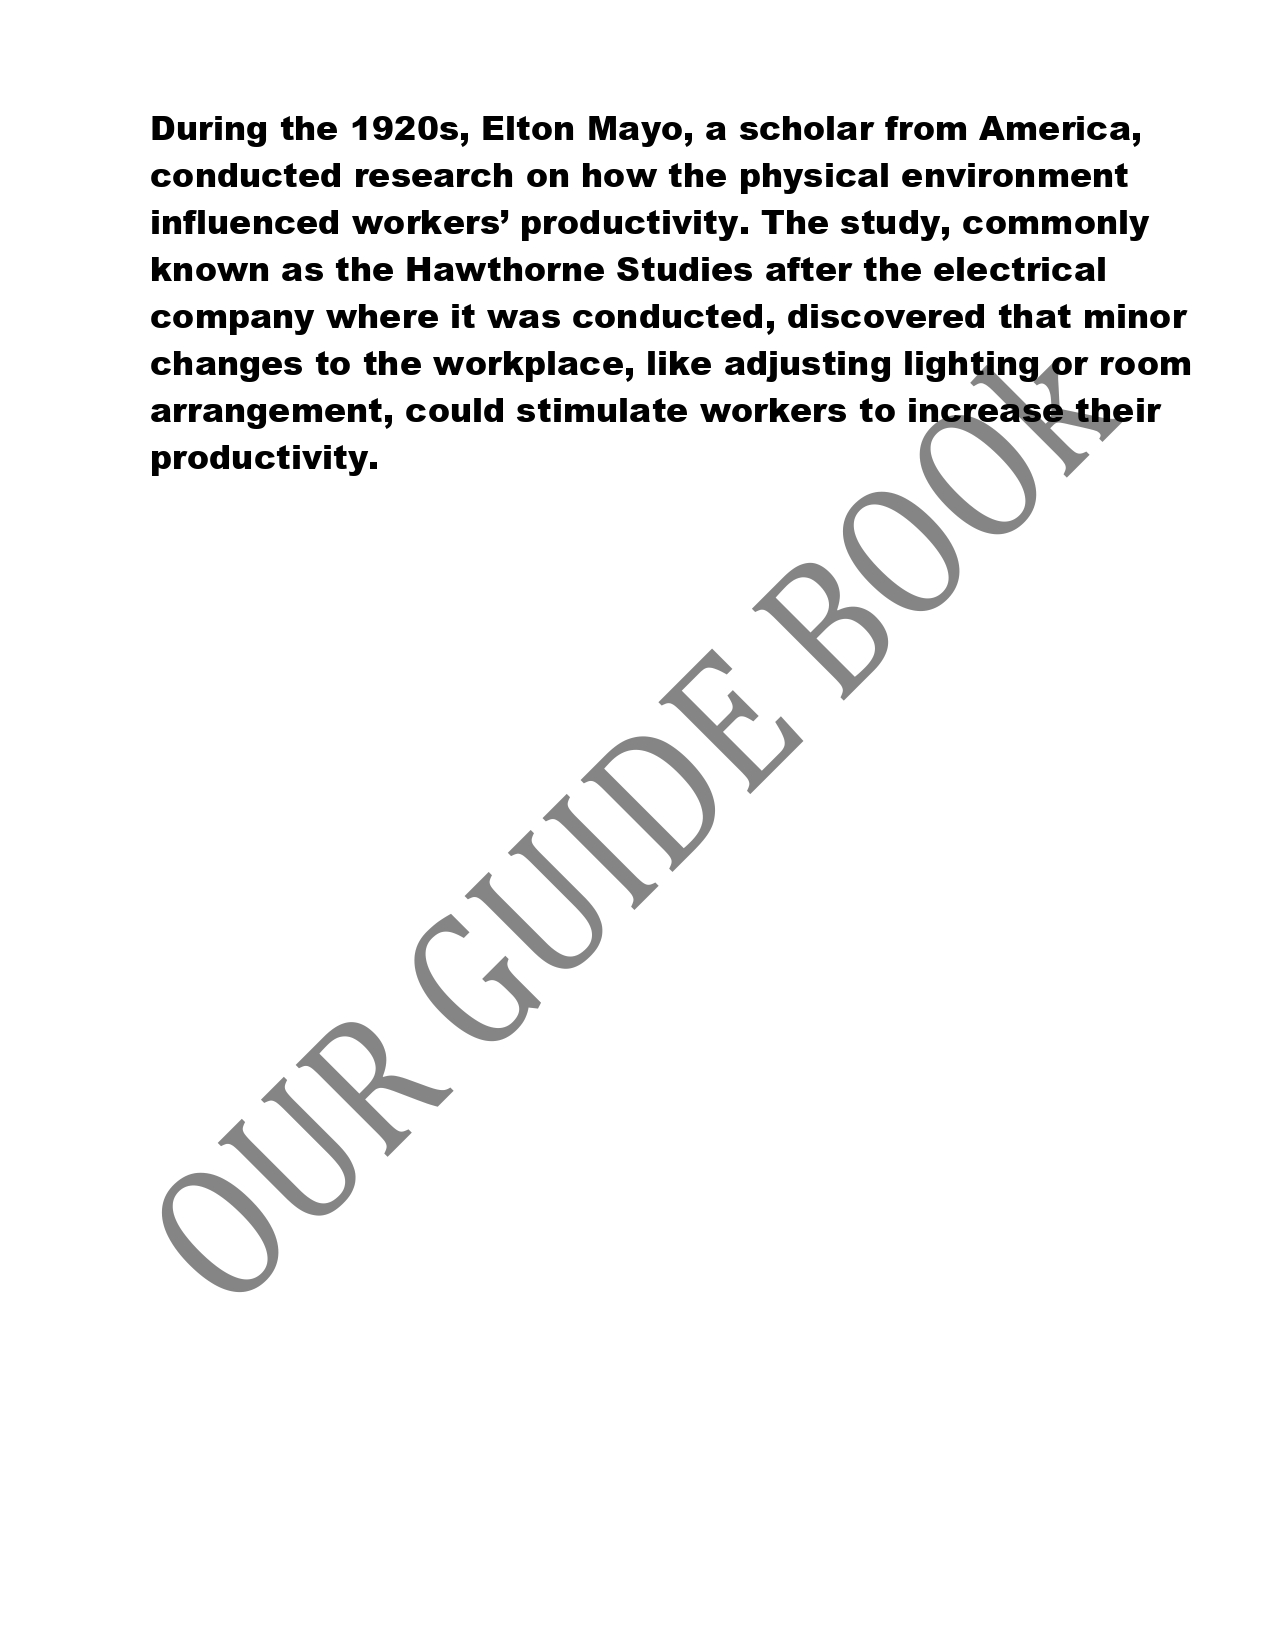 During the 1920s, Elton Mayo, a scholar from America,
conducted research on how the physical environment
influenced workers’ productivity. The study, commonly
known as the Hawthorne Studies after the electrical
company where it was conducted, discovered that minor
changes to the workplace, like adjusting lighting or room
arrangement, could stimulate workers to increase their
productivity.
OUR GUIDE BOOk